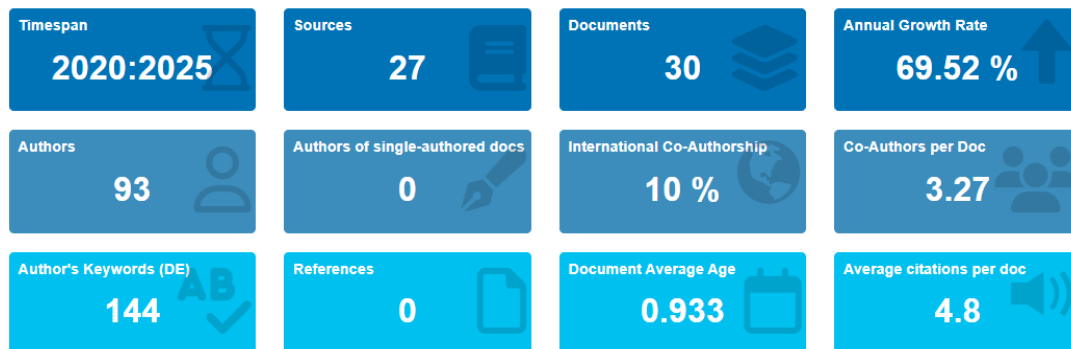 Timespan
2020:2025
Sources
27
Documents
30
Annual Growth Rate
69.52 %
Authors
93
Authors of single-authored docs
0
International Co-Authorship
10 %
Co-Authors per Doc
3.27
Author's Keywords (DE)
AB
144
References
0
Document Average Age
0.933
Average citations per doc
4.8